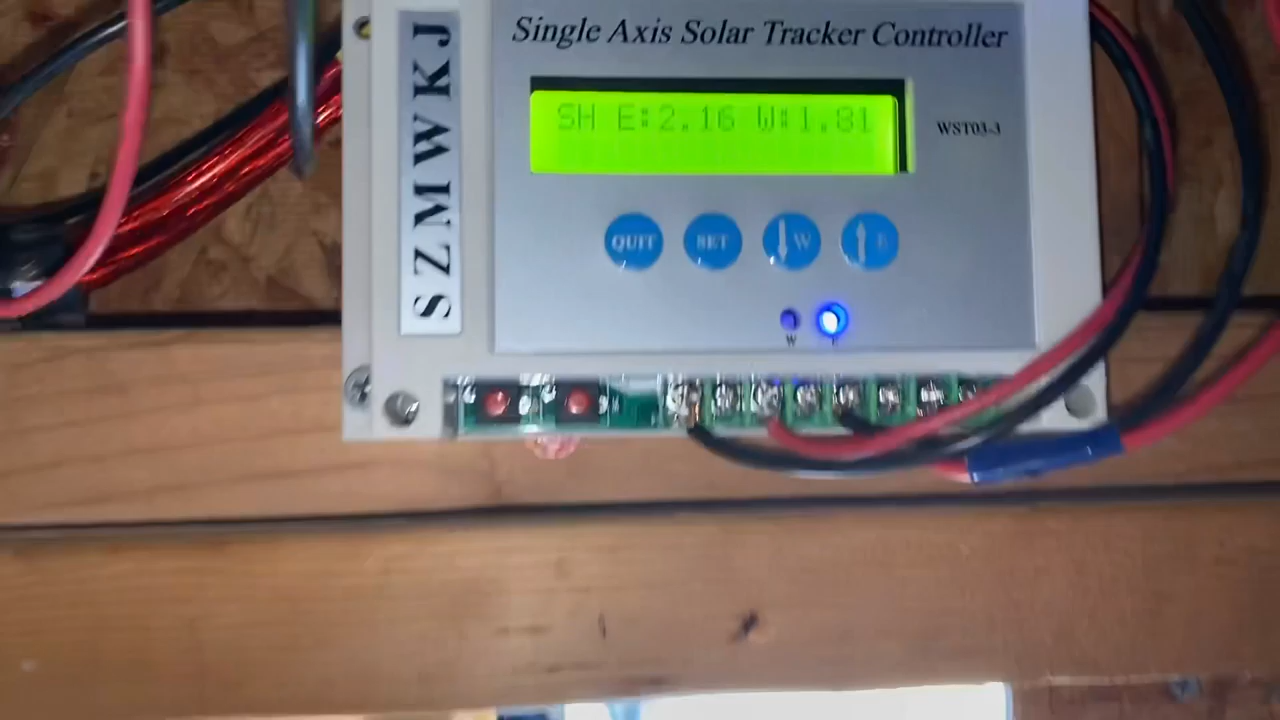 SZMWKJ
Single Axis Solar Tracker Controller
SH E:2.16 W:1.81
WST03-3
QUIT
SET
W
E
W
E